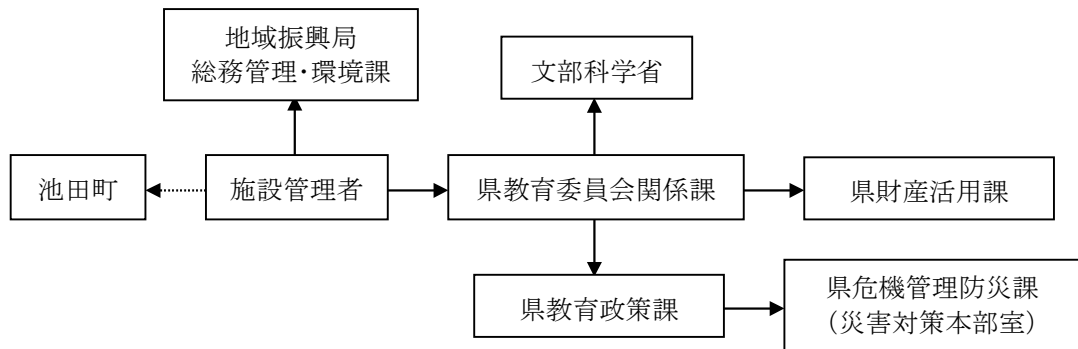 地域振興局
総務管理・環境課
文部科学省
池田町
施設管理者
県教育委員会関係課
県財産活用課
県教育政策課
県危機管理防災課
（災害対策本部室）